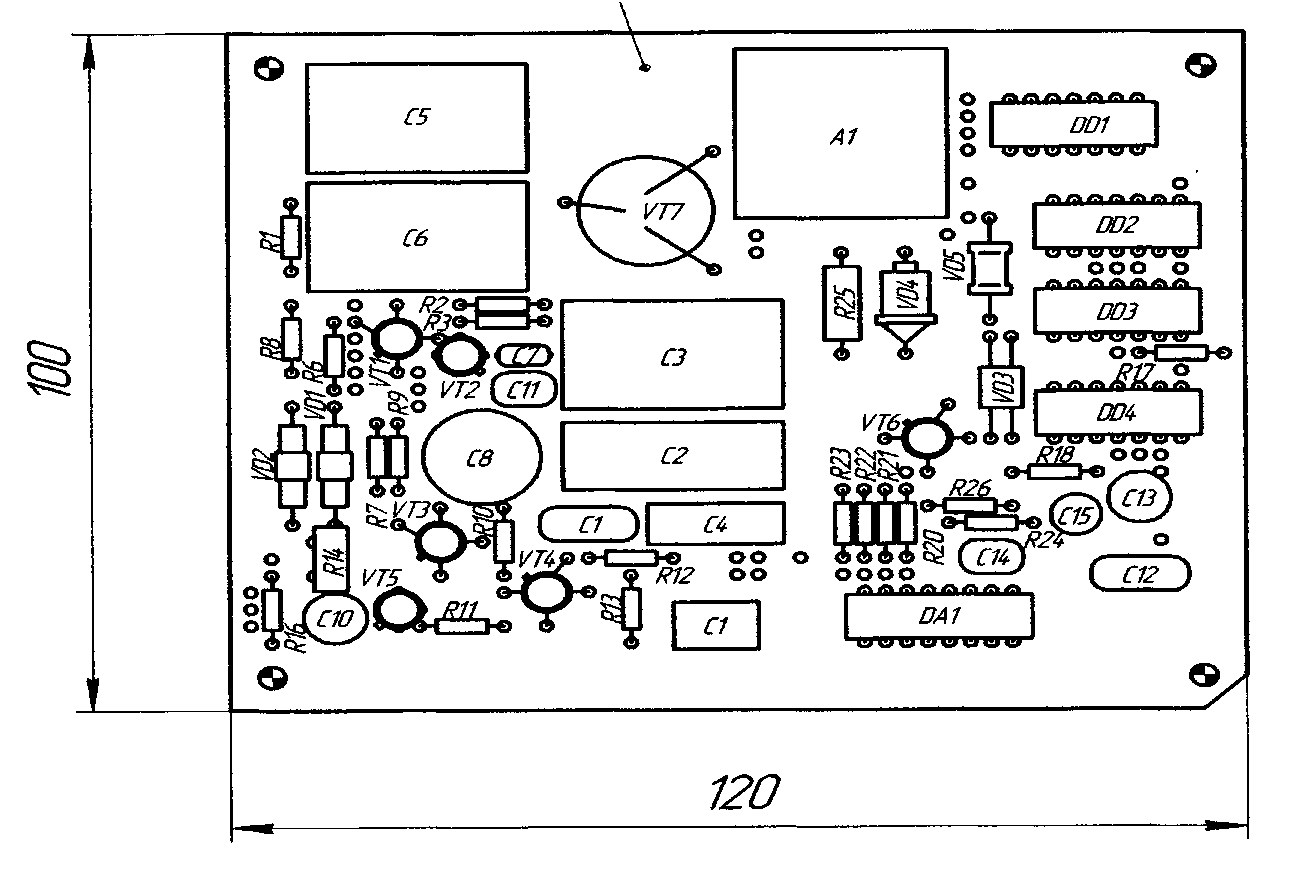 C5
A1
DD1
C6
VT7
R1
DD2
VD5
R2
R3
R25
VD4
DD3
R8
R6
VT1
VT2
C7
C11
C3
R17
VD1
R9
VD3
DD4
VD2
C8
C2
VT6
R23
R22
R21
R18
R7
VT3
R10
C1
C4
R26
C15
C13
R14
VT5
VT4
R12
R20
R24
C14
C12
R16
C10
R11
R13
C1
DA1
100
120